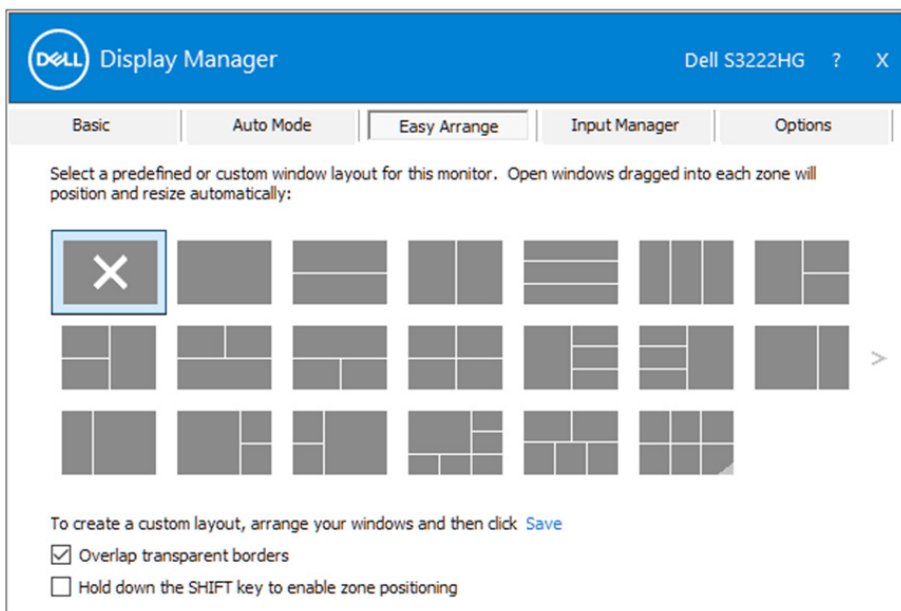 DELL Display Manager Dell S3222HG ? X
Basic Auto Mode Easy Arrange Input Manager Options
Select a predefined or custom window layout for this monitor. Open windows dragged into each zone will
position and resize automatically:
>
To create a custom layout, arrange your windows and then click Save
Overlap transparent borders
Hold down the SHIFT key to enable zone positioning